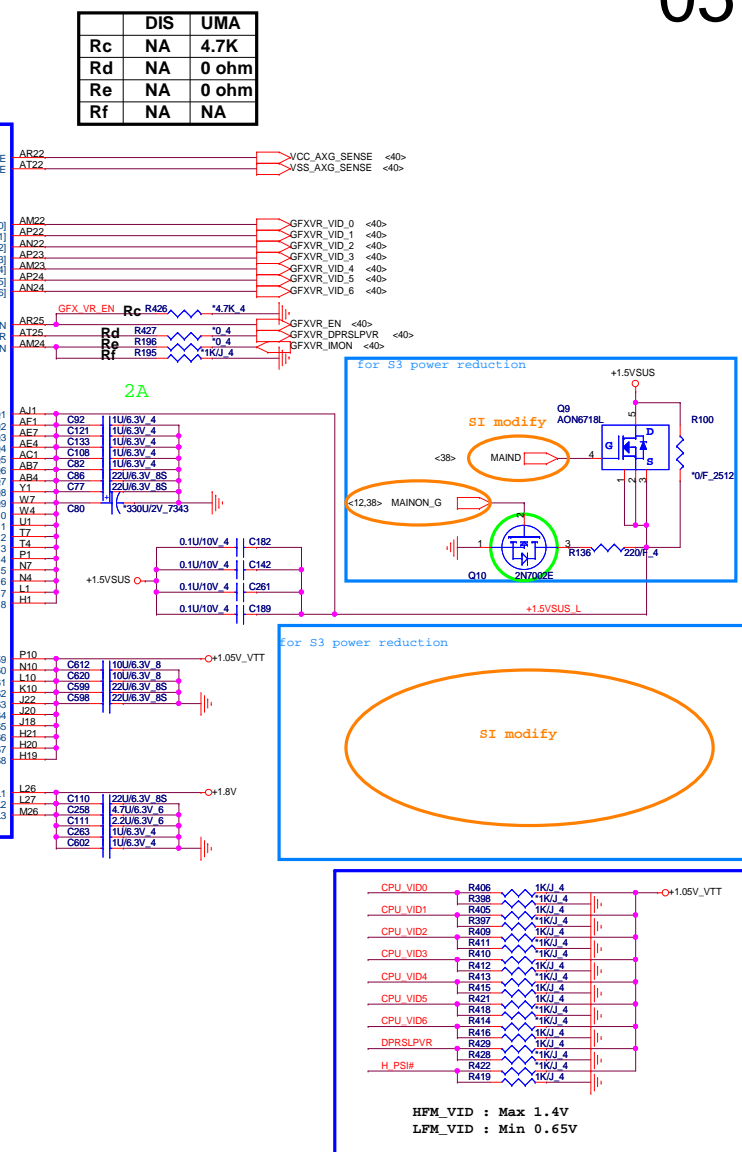 05
DIS UMA
Rc NA 4.7K
Rd NA 0 ohm
Re NA 0 ohm
Rf NA NA
AR22 VCC_AXG_SENSE <40>
AT22 VSS_AXG_SENSE <40>
AM22 GFXVR_VID_0 <40>
AP22 GFXVR_VID_1 <40>
AN22 GFXVR_VID_2 <40>
AP23 GFXVR_VID_3 <40>
AM23 GFXVR_VID_4 <40>
AP24 GFXVR_VID_5 <40>
AN24 GFXVR_VID_6 <40>
GFX_VR_EN Rc R426 *4.7K_4
AR25 GFXVR_EN <40>
AT25 Rd R427 *0_4 GFXVR_DPRSLPVR <40>
AM24 Re R196 *0_4 GFXVR_IMON <40>
Rf R195 *1K/J_4
2A
AJ1
AF1 C92 1U/6.3V_4
AE7 C121 1U/6.3V_4
AE4 C133 1U/6.3V_4
AC1 C108 1U/6.3V_4
AB7 C82 1U/6.3V_4
AB4 C86 22U/6.3V_8S
Y1 C77 22U/6.3V_8S
W7
W4 C80 + *330U/2V_7343
U1
T7
T4
P1
N7
N4
L1
H1
+1.5VSUS
0.1U/10V_4 C182
0.1U/10V_4 C142
0.1U/10V_4 C261
0.1U/10V_4 C189
for S3 power reduction
+1.5VSUS
Q9
AON6718L
5
R100
SI modify
D
G
S
<38> MAIND 4
*0/F_2512
1 2 3
<12,38> MAINON_G
2
1 3
R136 220/F_4
Q10 2N7002E
+1.5VSUS_L
for S3 power reduction
SI modify
P10 +1.05V_VTT
N10 C612 10U/6.3V_8
L10 C620 10U/6.3V_8
K10 C599 22U/6.3V_8S
J22 C598 22U/6.3V_8S
J20
J18
H21
H20
H19
L26 +1.8V
L27 C110 22U/6.3V_8S
M26 C258 4.7U/6.3V_6
C111 2.2U/6.3V_6
C263 1U/6.3V_4
C602 1U/6.3V_4
CPU_VID0 R406 1K/J_4 +1.05V_VTT
R398 *1K/J_4
CPU_VID1 R405 1K/J_4
R397 *1K/J_4
CPU_VID2 R409 1K/J_4
R411 *1K/J_4
CPU_VID3 R410 1K/J_4
R412 *1K/J_4
CPU_VID4 R413 *1K/J_4
R415 1K/J_4
CPU_VID5 R421 1K/J_4
R418 *1K/J_4
CPU_VID6 R414 *1K/J_4
R416 1K/J_4
DPRSLPVR R429 1K/J_4
R428 *1K/J_4
H_PSI# R422 *1K/J_4
R419 1K/J_4
HFM_VID : Max 1.4V
LFM_VID : Min 0.65V